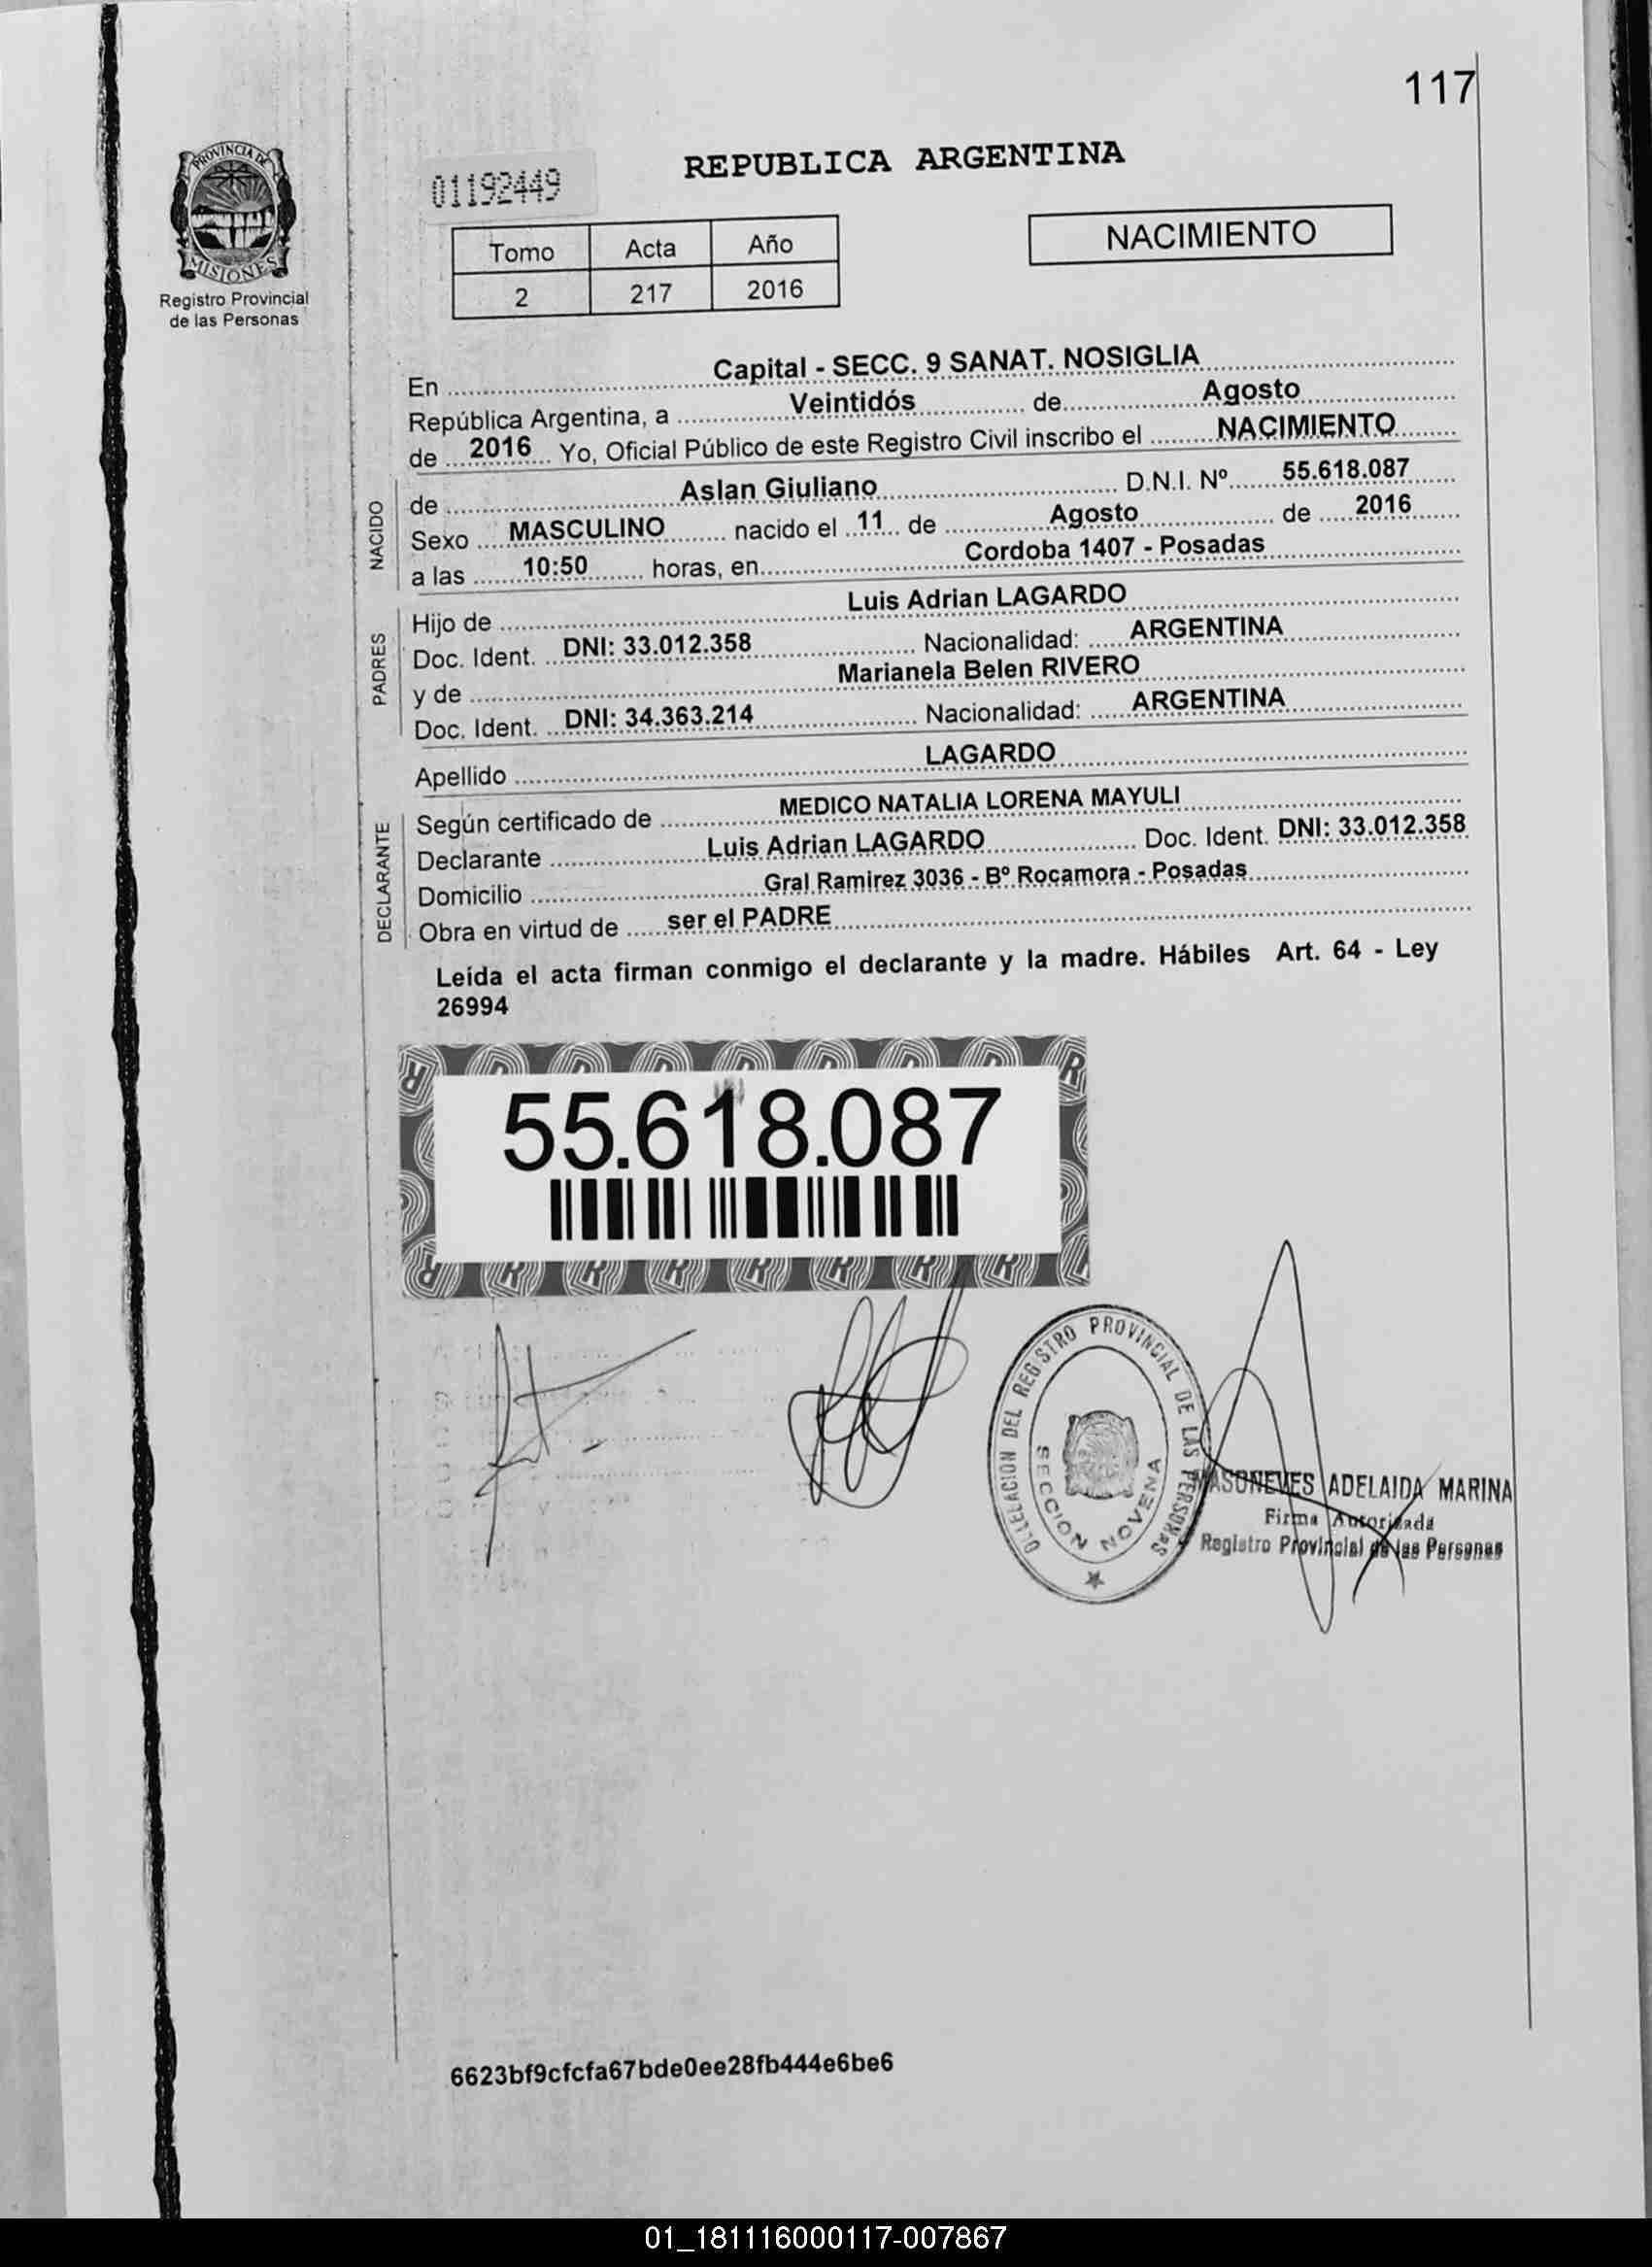 117
PROVINCIA DE
MISIONES
Registro Provincial
de las Personas
01192449
REPUBLICA ARGENTINA
Tomo Acta Año
2 217 2016
NACIMIENTO
En Capital - SECC. 9 SANAT. NOSIGLIA
República Argentina, a Veintidós de Agosto
de 2016 Yo, Oficial Público de este Registro Civil inscribo el NACIMIENTO
NACIDO
de Aslan Giuliano D.N.I. Nº 55.618.087
Sexo MASCULINO nacido el 11 de Agosto de 2016
a las 10:50 horas, en Cordoba 1407 - Posadas
PADRES
Hijo de Luis Adrian LAGARDO
Doc. Ident. DNI: 33.012.358 Nacionalidad: ARGENTINA
y de Marianela Belen RIVERO
Doc. Ident. DNI: 34.363.214 Nacionalidad: ARGENTINA
Apellido LAGARDO
DECLARANTE
Según certificado de MEDICO NATALIA LORENA MAYULI
Declarante Luis Adrian LAGARDO Doc. Ident. DNI: 33.012.358
Domicilio Gral Ramirez 3036 - Bº Rocamora - Posadas
Obra en virtud de ser el PADRE
Leída el acta firman conmigo el declarante y la madre. Hábiles Art. 64 - Ley
26994
55.618.087
DELEGACION DEL REGISTRO PROVINCIAL DE LAS PERSONAS
SECCION NOVENA
ADELAIDA MARINA
Firma Autorizada
Registro Provincial de las Personas
6623bf9cfcfa67bde0ee28fb444e6be6
01_181116000117-007867